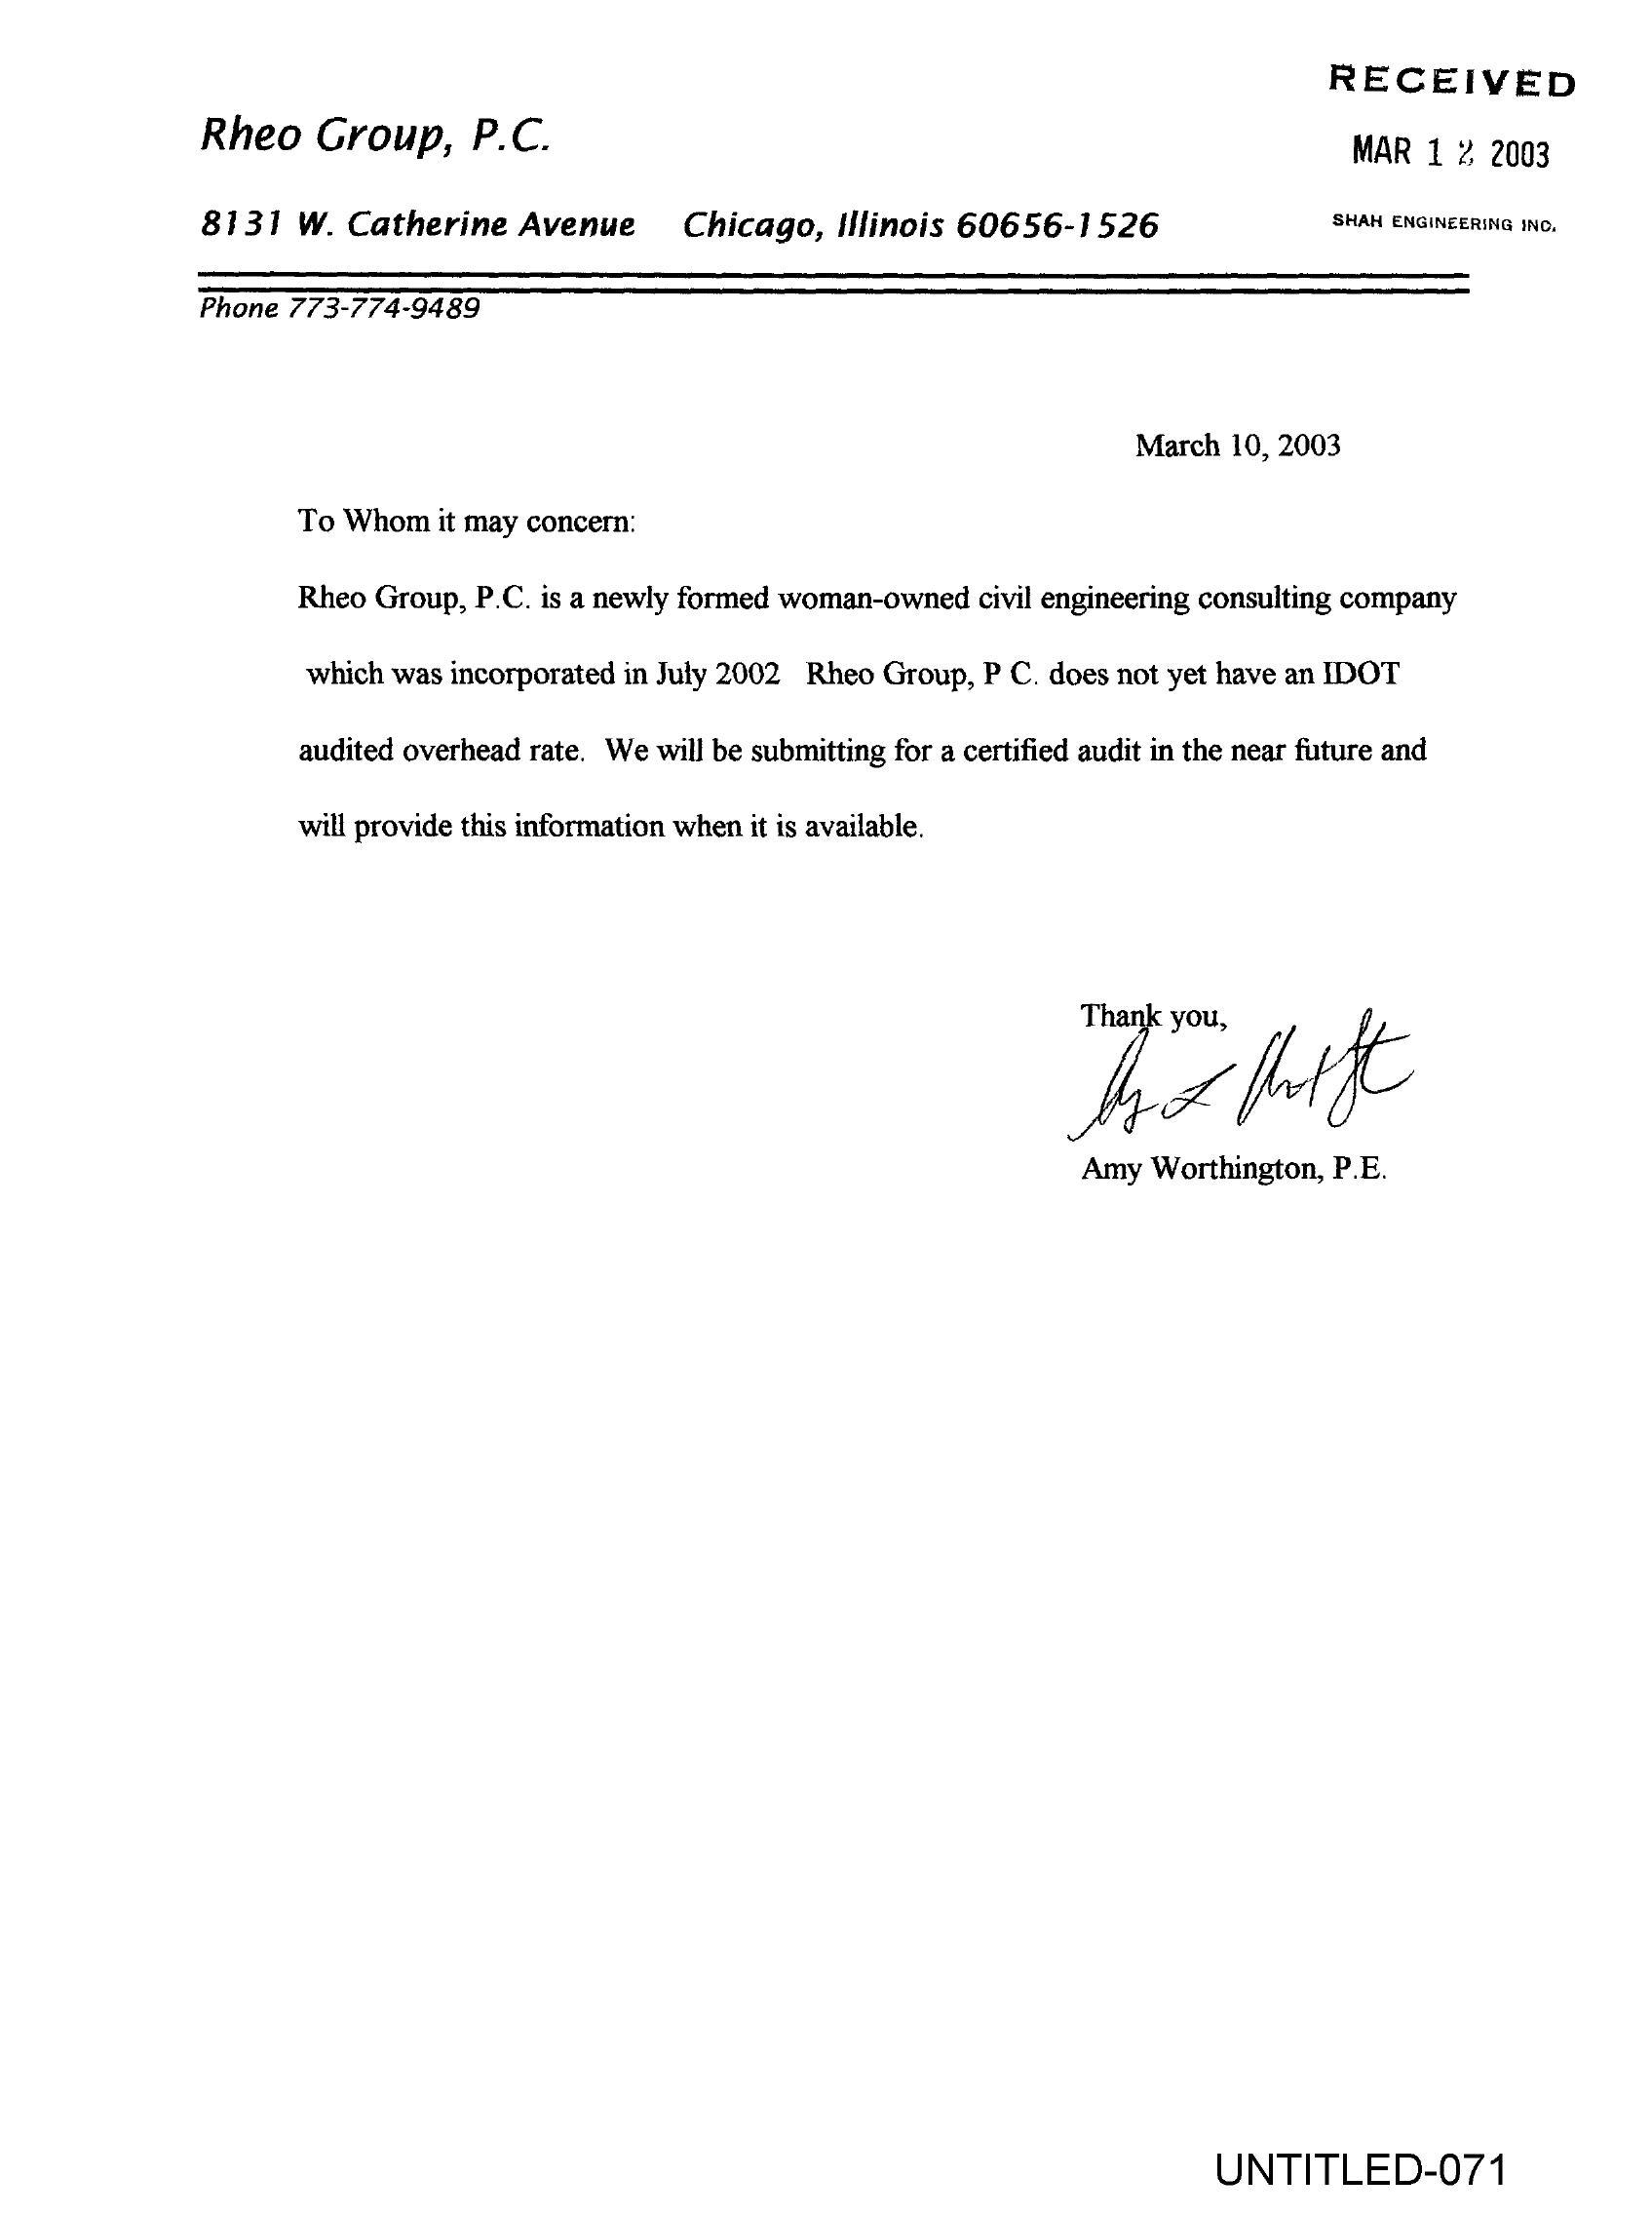 RECEIVED
Rheo Group, P.C.
MAR 12 2003
8131 W. Catherine Avenue Chicago, Illinois 60656-1526
SHAH ENGINEERING INC.
Phone 773-774-9489
March 10, 2003
To Whom it may concern:
Rheo Group, P.C. is a newly formed woman-owned civil engineering consulting company
which was incorporated in July 2002 Rheo Group, P C. does not yet have an IDOT
audited overhead rate. We will be submitting for a certified audit in the near future and
will provide this information when it is available.
Thank you,
Amy Worthington, P.E.
UNTITLED-071